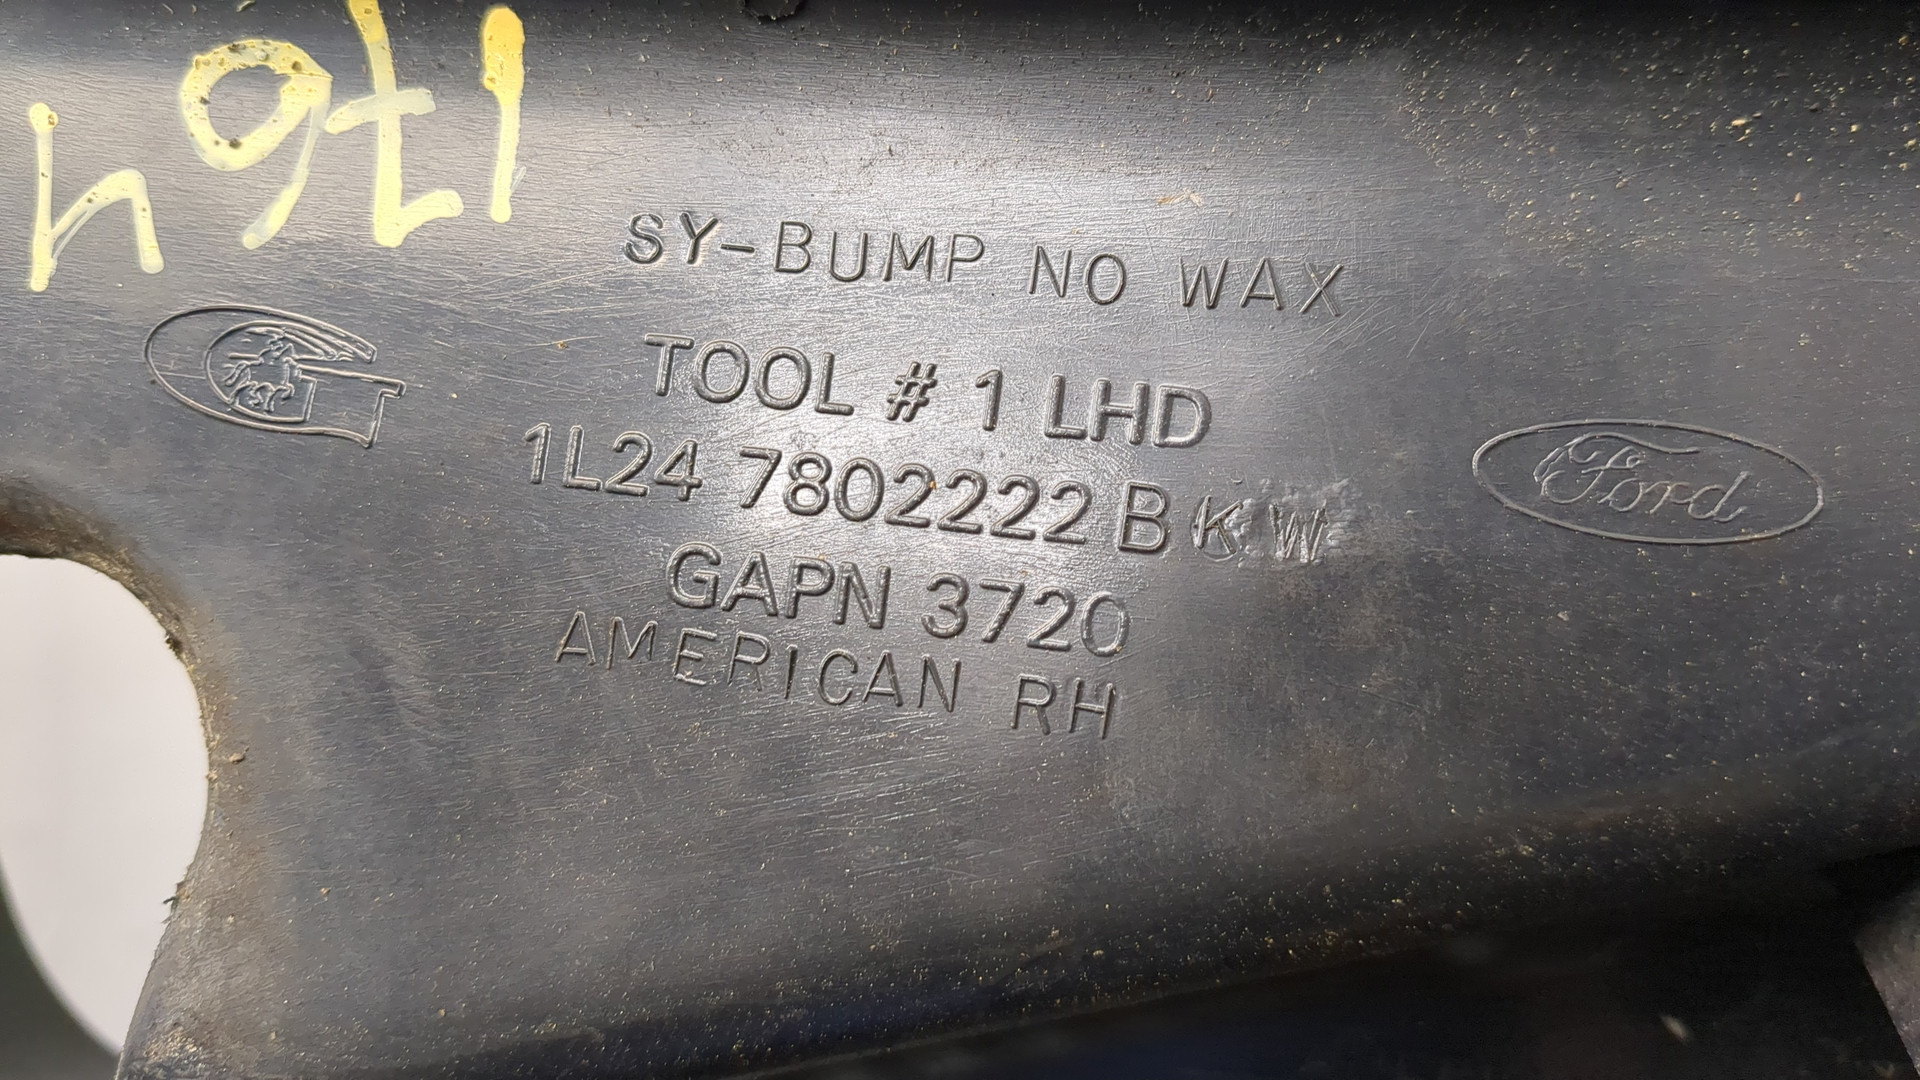 1764
SY-BUMP NO WAX
TOOL # 1 LHD
1L24 7802222 B K W
GAPN 3720
AMERICAN RH
Ford